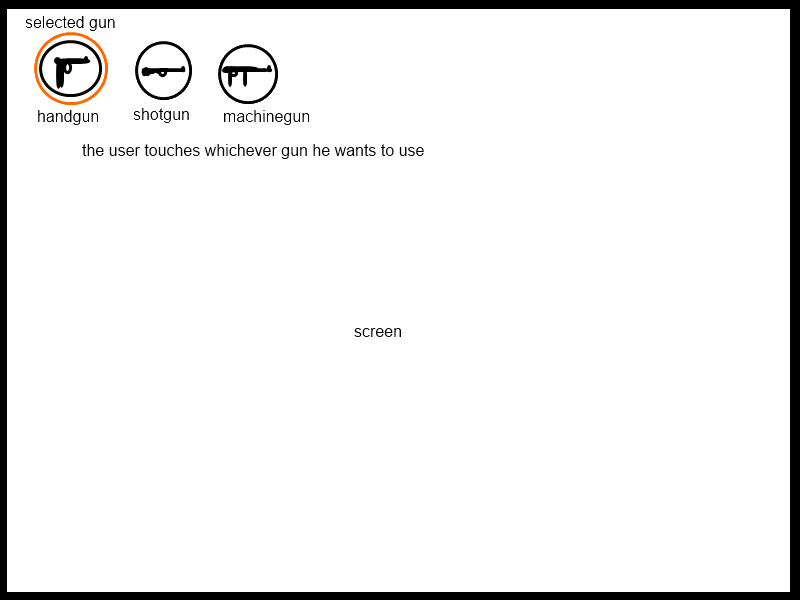 selected gun
handgun
shotgun
machinegun
the user touches whichever gun he wants to use
screen